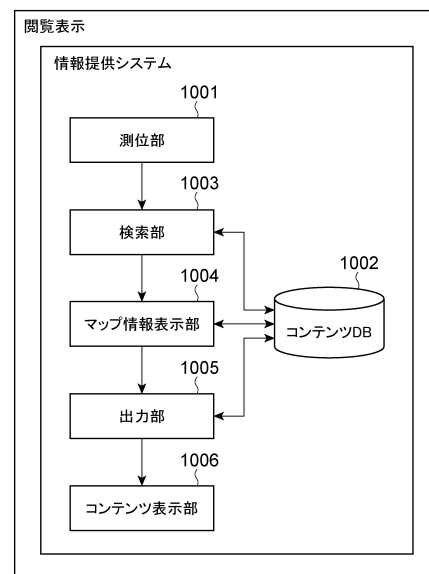 閲覧表示
情報提供システム
1001
測位部
1003
検索部
1004
マップ情報表示部
1002
コンテンツDB
1005
出力部
1006
コンテンツ表示部